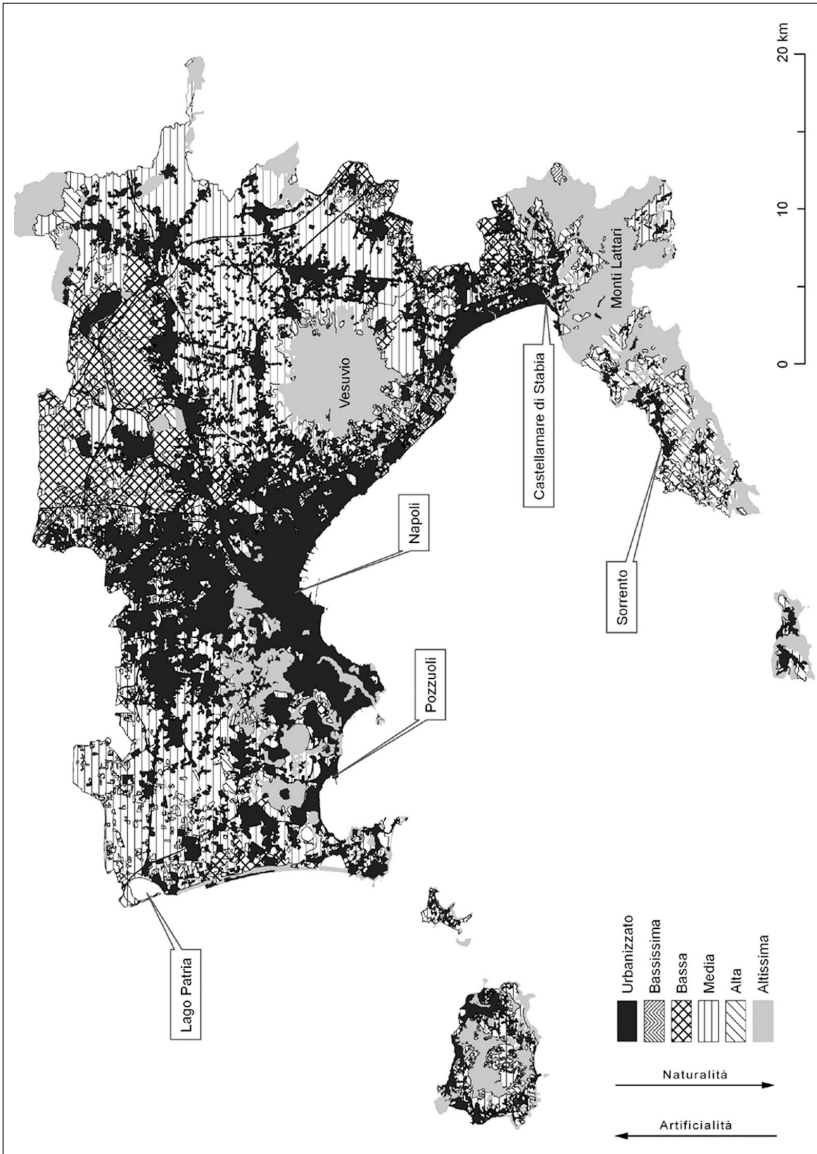 Lago Patria
Pozzuoli
Napoli
Vesuvio
Castellamare di Stabia
Monti Lattari
Sorrento
Urbanizzato
Bassissima
Bassa
Media
Alta
Altissima
Naturalità
Artificialità
0 10 20 km